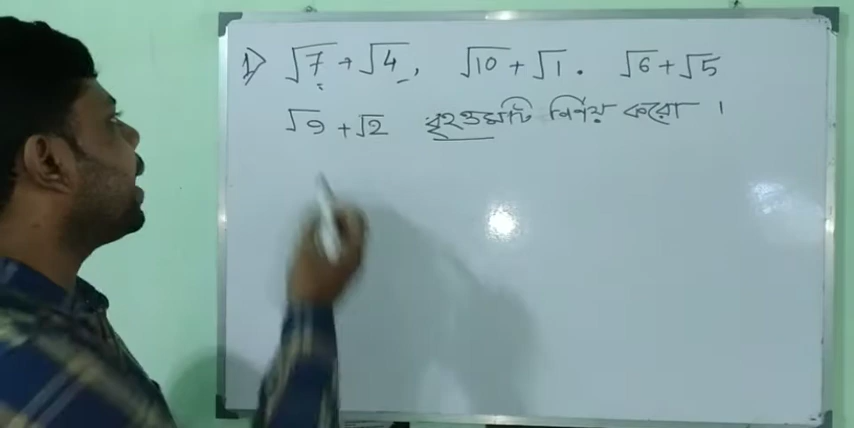 1) √7 + √4, √10 + √1. √6 + √5
√9 + √2 বৃহত্তমটি নির্ণয় করো ।